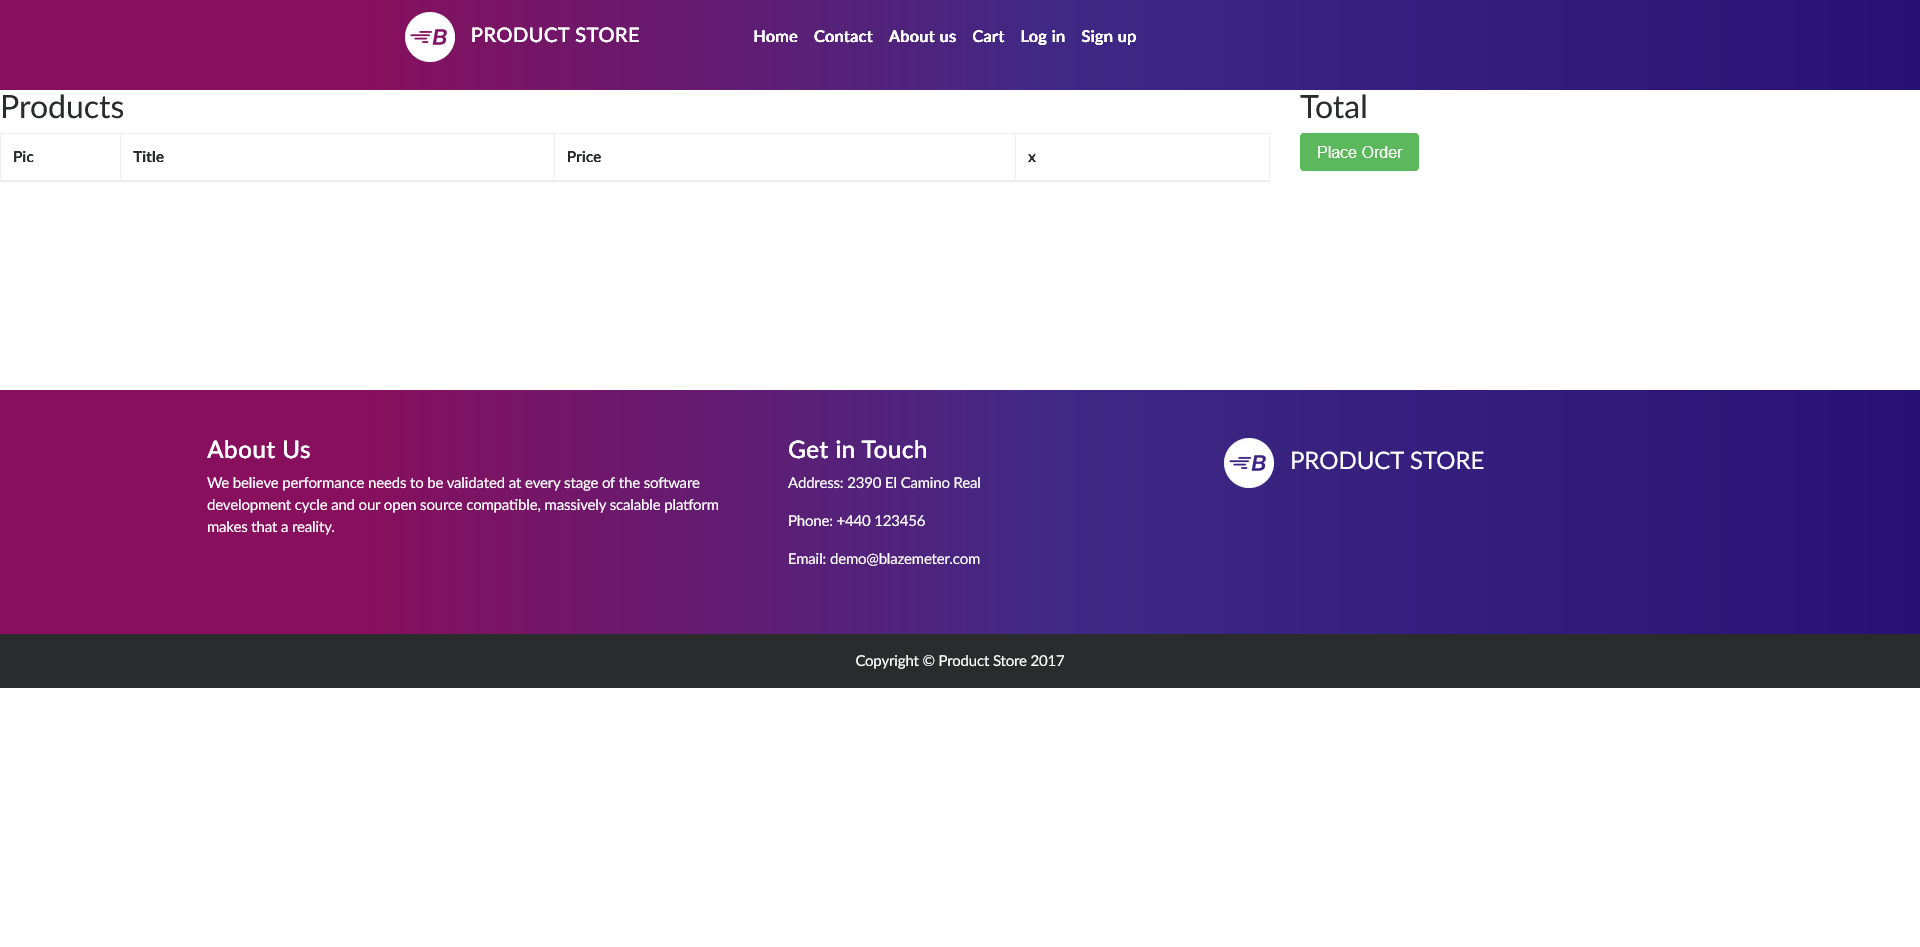 B PRODUCT STORE
Home Contact About us Cart Log in Sign up
Products
Total
Pic Title Price x
Place Order
About Us
We believe performance needs to be validated at every stage of the software
development cycle and our open source compatible, massively scalable platform
makes that a reality.
Get in Touch
Address: 2390 El Camino Real
Phone: +440 123456
Email: demo@blazemeter.com
B PRODUCT STORE
Copyright © Product Store 2017